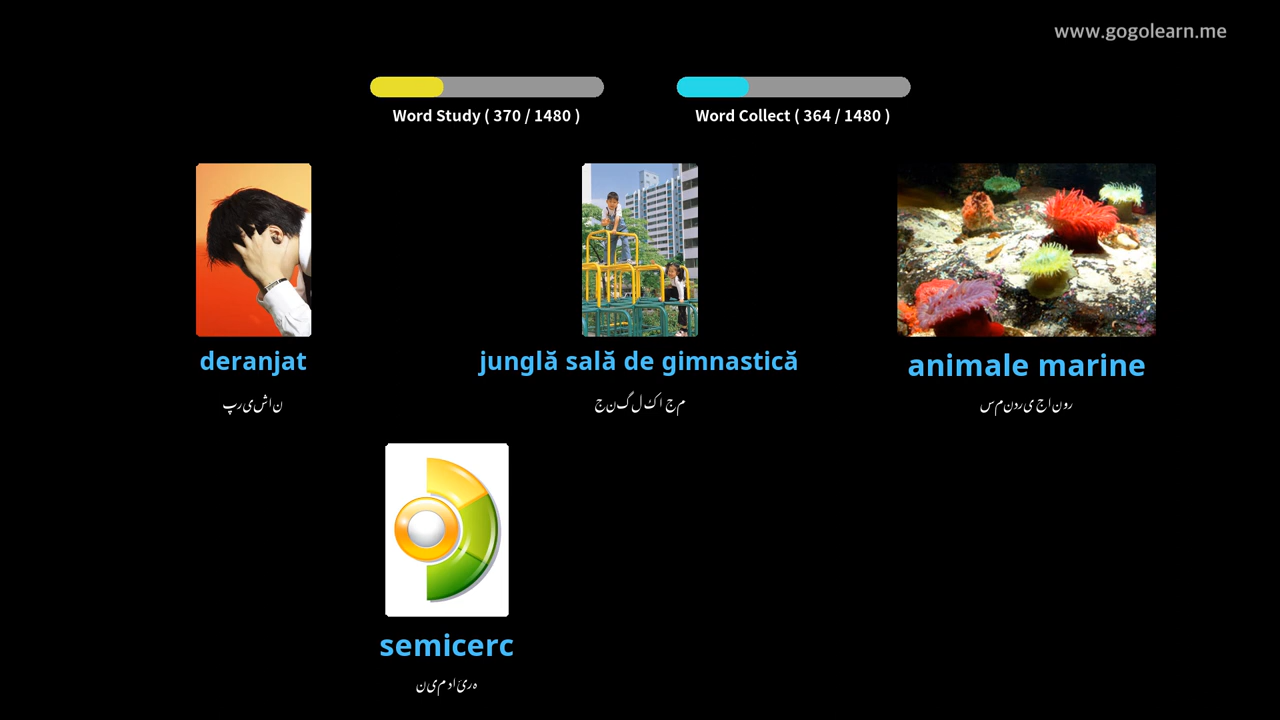 www.gogolearn.me
Word Study ( 370 / 1480 )
Word Collect ( 364 / 1480 )
deranjat
junglă sală de gimnastică
animale marine
پریشان
جنگل کا جم
سمندری جانور
semicerc
نیم دائرہ